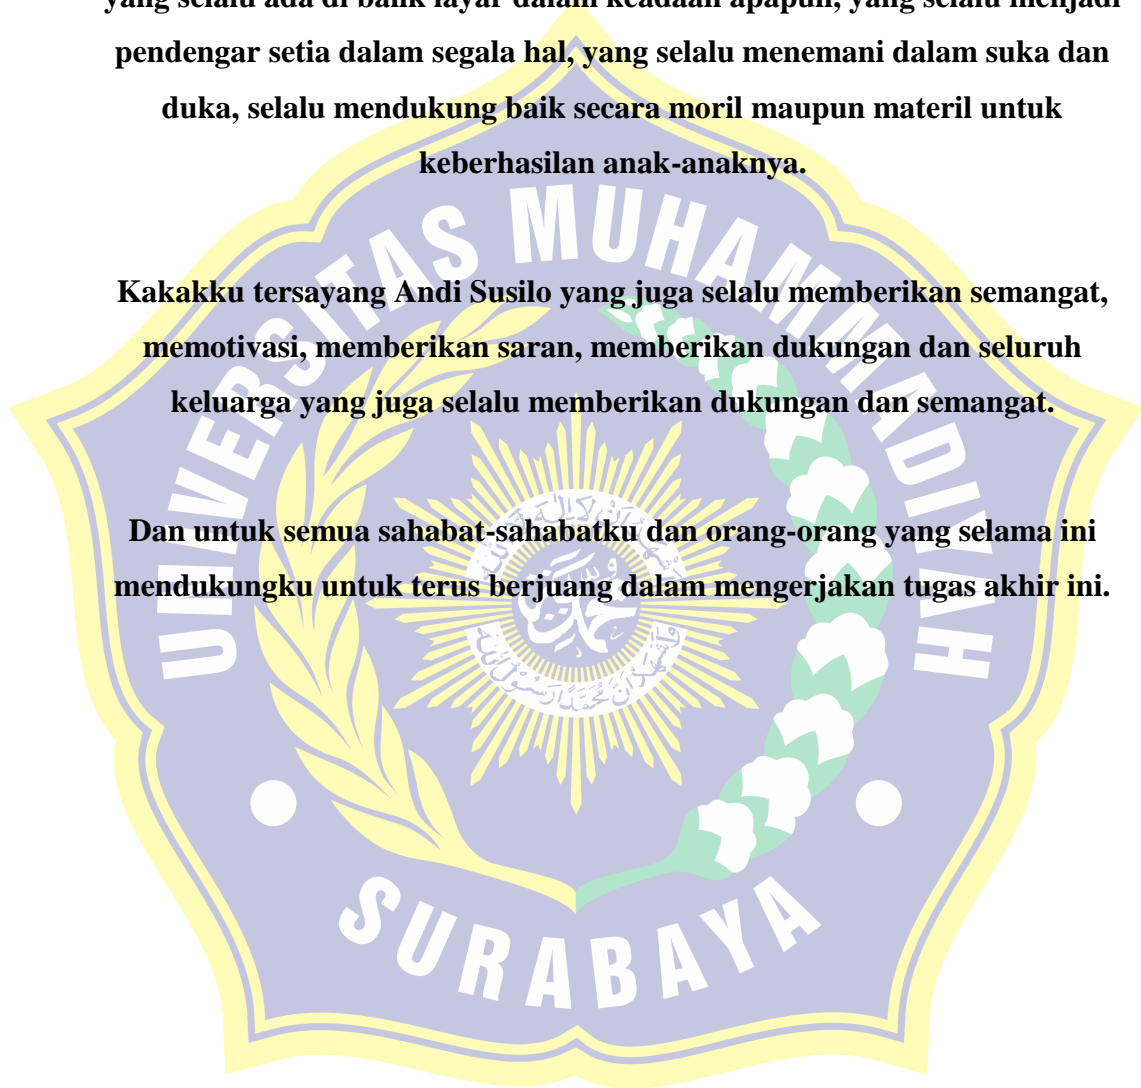 yang selalu ada di balik layar dalam keadaan apapun, yang selalu menjadi
pendengar setia dalam segala hal, yang selalu menemani dalam suka dan
duka, selalu mendukung baik secara moril maupun materil untuk
keberhasilan anak-anaknya.
Kakakku tersayang Andi Susilo yang juga selalu memberikan semangat,
memotivasi, memberikan saran, memberikan dukungan dan seluruh
keluarga yang juga selalu memberikan dukungan dan semangat.
Dan untuk semua sahabat-sahabatku dan orang-orang yang selama ini
mendukungku untuk terus berjuang dalam mengerjakan tugas akhir ini.
UNIVERSITAS MUHAMMADIYAH
SURABAYA